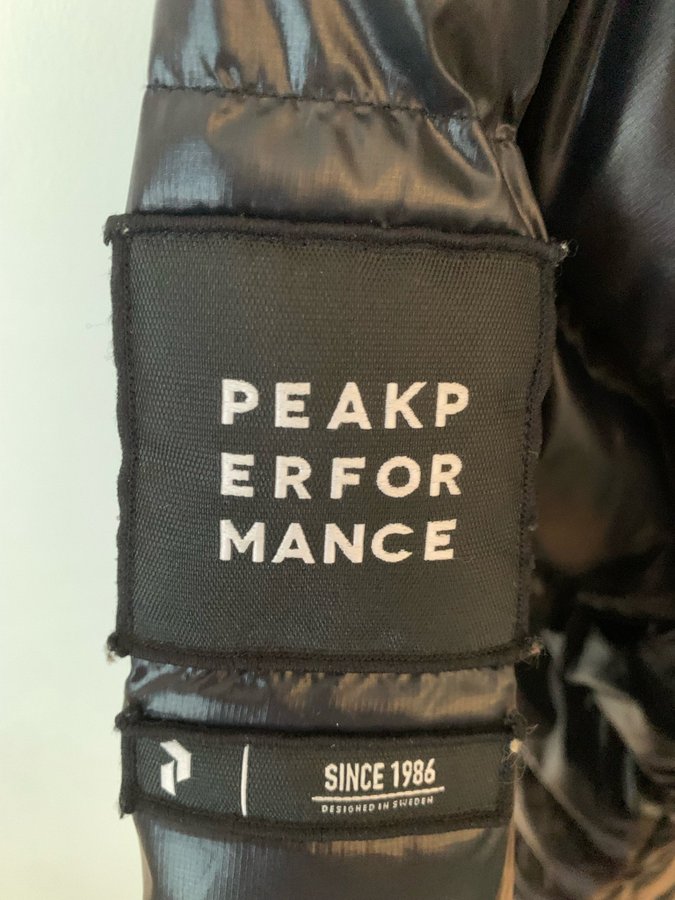 PEAKP
ERFOR
MANCE
SINCE 1986
DESIGNED IN SWEDEN